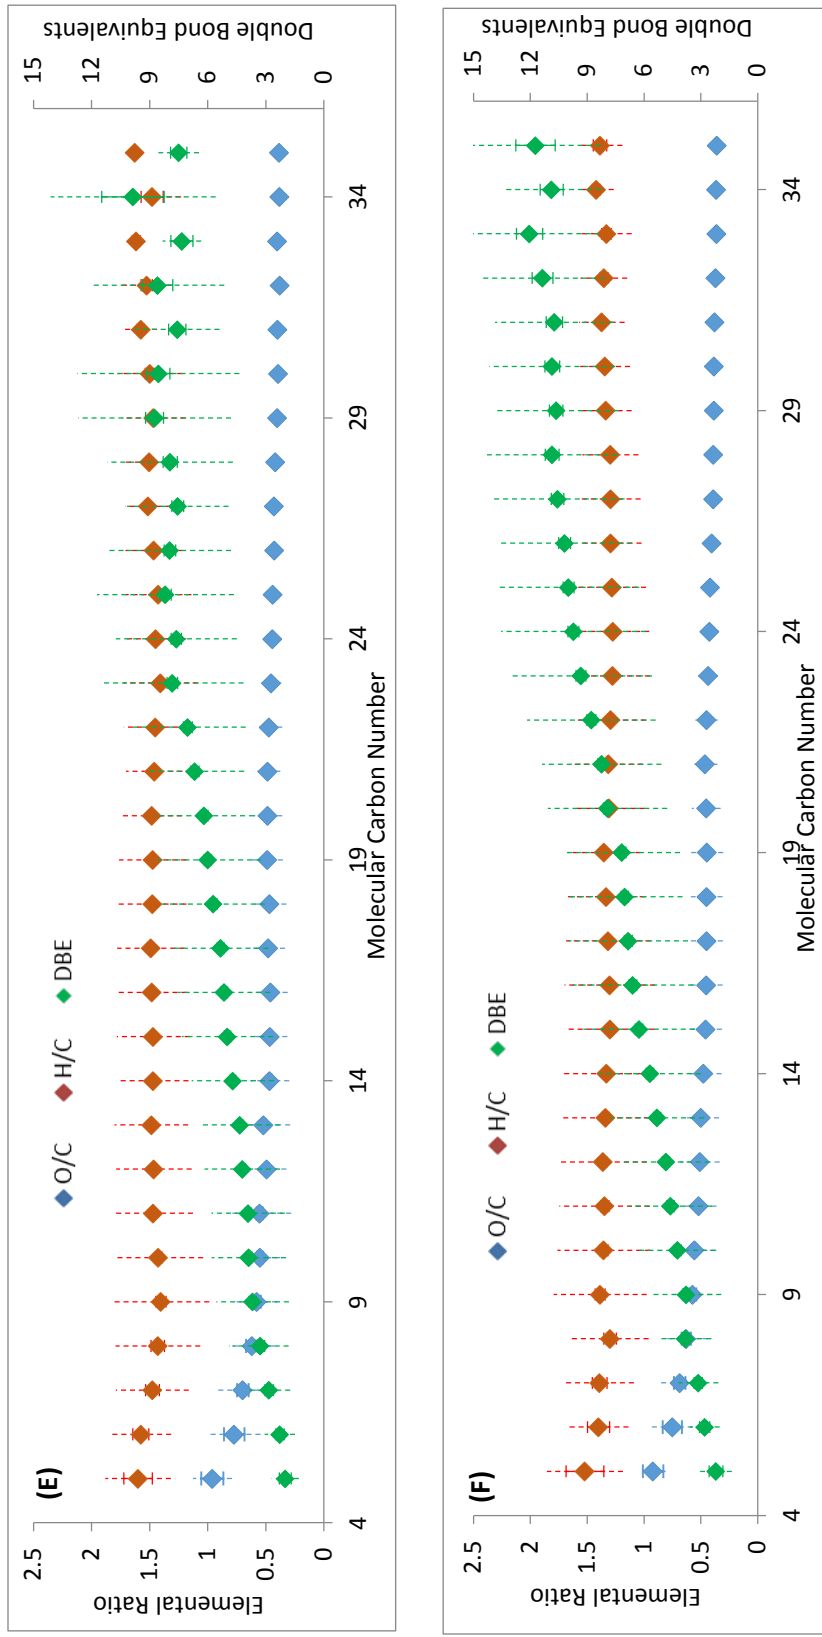 (E)
Elemental Ratio
2.5
2
1.5
1
0.5
0
O/C
H/C
DBE
4
9
14
19
24
29
34
Molecular Carbon Number
15
12
9
6
3
0
Double Bond Equivalents
(F)
Elemental Ratio
2.5
2
1.5
1
0.5
0
O/C
H/C
DBE
4
9
14
19
24
29
34
Molecular Carbon Number
15
12
9
6
3
0
Double Bond Equivalents